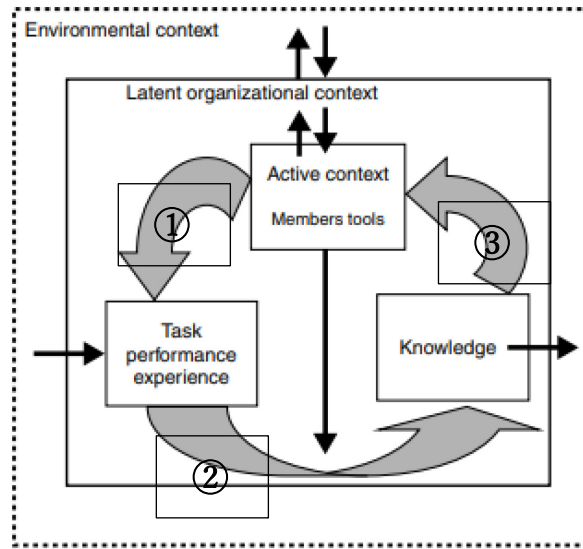 Environmental context
Latent organizational context
Active context
Members tools
①
③
Task
performance
experience
Knowledge
②